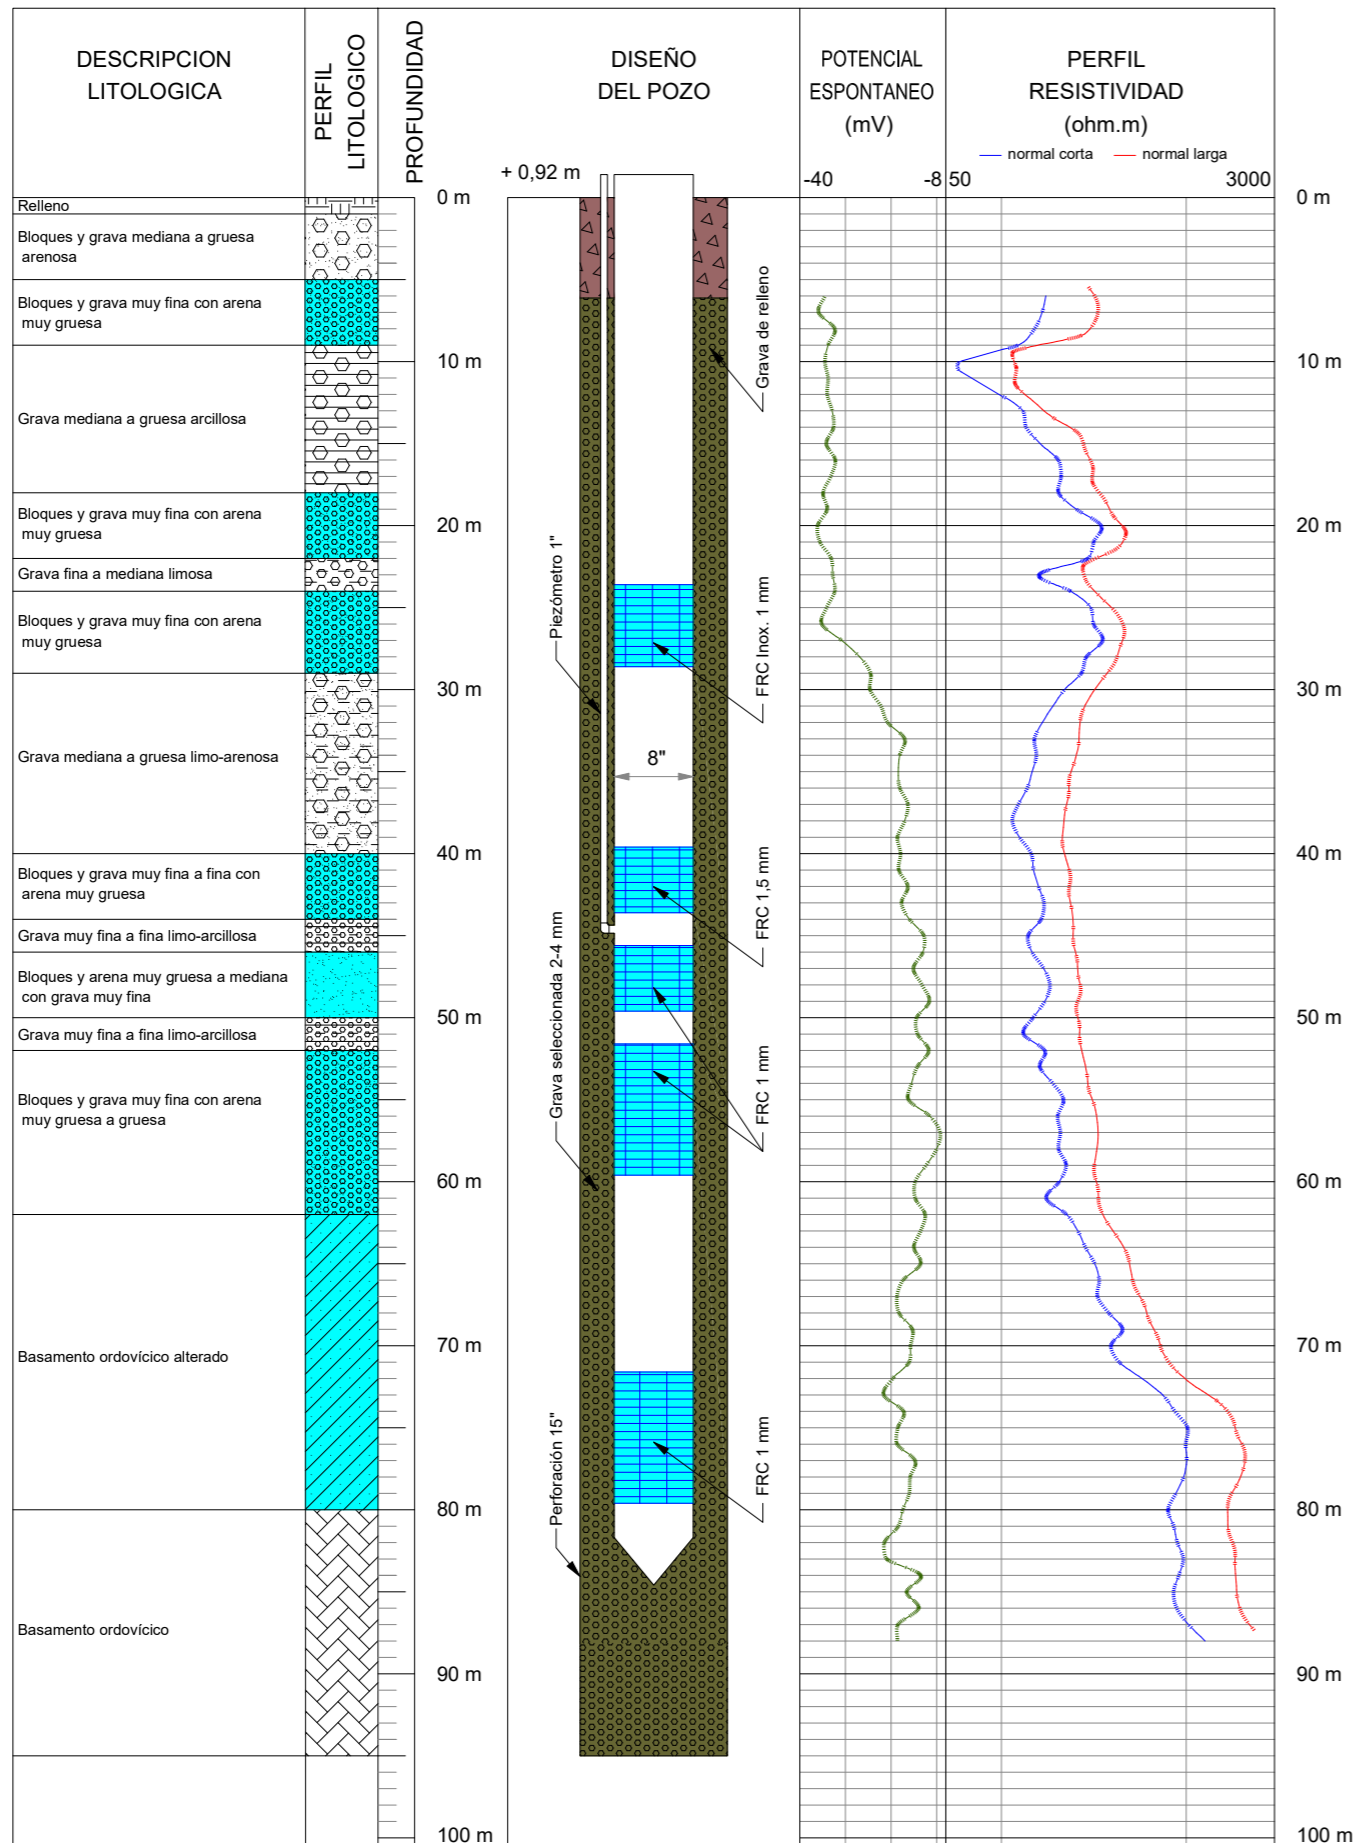 DESCRIPCION
LITOLOGICA
PERFIL
LITOLOGICO
PROFUNDIDAD
DISEÑO
DEL POZO
POTENCIAL
ESPONTANEO
(mV)
PERFIL
RESISTIVIDAD
(ohm.m)
normal corta
normal larga
+ 0,92 m
-40
-8
50
3000
0 m
0 m
Relleno
Bloques y grava mediana a gruesa
arenosa
Bloques y grava muy fina con arena
muy gruesa
Grava de relleno
10 m
10 m
Grava mediana a gruesa arcillosa
Bloques y grava muy fina con arena
muy gruesa
20 m
20 m
Grava fina a mediana limosa
Piezómetro 1"
Bloques y grava muy fina con arena
muy gruesa
FRC Inox. 1 mm
30 m
30 m
Grava mediana a gruesa limo-arenosa
8"
40 m
40 m
Bloques y grava muy fina a fina con
arena muy gruesa
FRC 1,5 mm
Grava muy fina a fina limo-arcillosa
Grava seleccionada 2-4 mm
Bloques y arena muy gruesa a mediana
con grava muy fina
50 m
50 m
Grava muy fina a fina limo-arcillosa
FRC 1 mm
Bloques y grava muy fina con arena
muy gruesa a gruesa
60 m
60 m
70 m
70 m
Basamento ordovícico alterado
Perforación 15"
FRC 1 mm
80 m
80 m
Basamento ordovícico
90 m
90 m
100 m
100 m